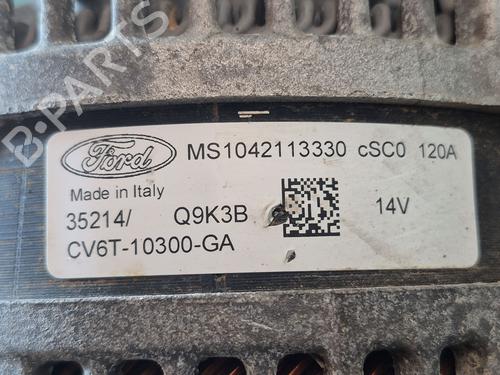 B-PARTS
Ford MS1042113330 cSC0 120A
Made in Italy
35214/ Q9K3B 14V
CV6T-10300-GA